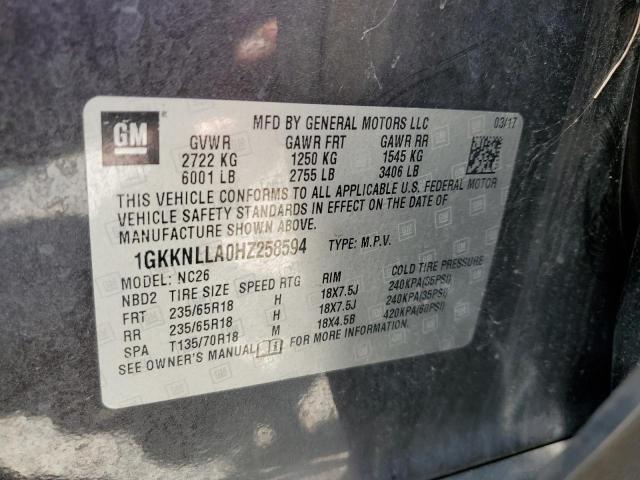 GM
MFD BY GENERAL MOTORS LLC 03/17
GVWR GAWR FRT GAWR RR
2722 KG 1250 KG 1545 KG
6001 LB 2755 LB 3406 LB
THIS VEHICLE CONFORMS TO ALL APPLICABLE U.S. FEDERAL MOTOR
VEHICLE SAFETY STANDARDS IN EFFECT ON THE DATE OF
MANUFACTURE SHOWN ABOVE.
1GKKNLLA0HZ258594 TYPE: M.P.V.
MODEL: NC26
NBD2 TIRE SIZE SPEED RTG RIM COLD TIRE PRESSURE
FRT 235/65R18 H 18X7.5J 240KPA(35PSI)
RR 235/65R18 H 18X7.5J 240KPA(35PSI)
SPA T135/70R18 M 18X4.5B 420KPA(60PSI)
SEE OWNER'S MANUAL FOR MORE INFORMATION.